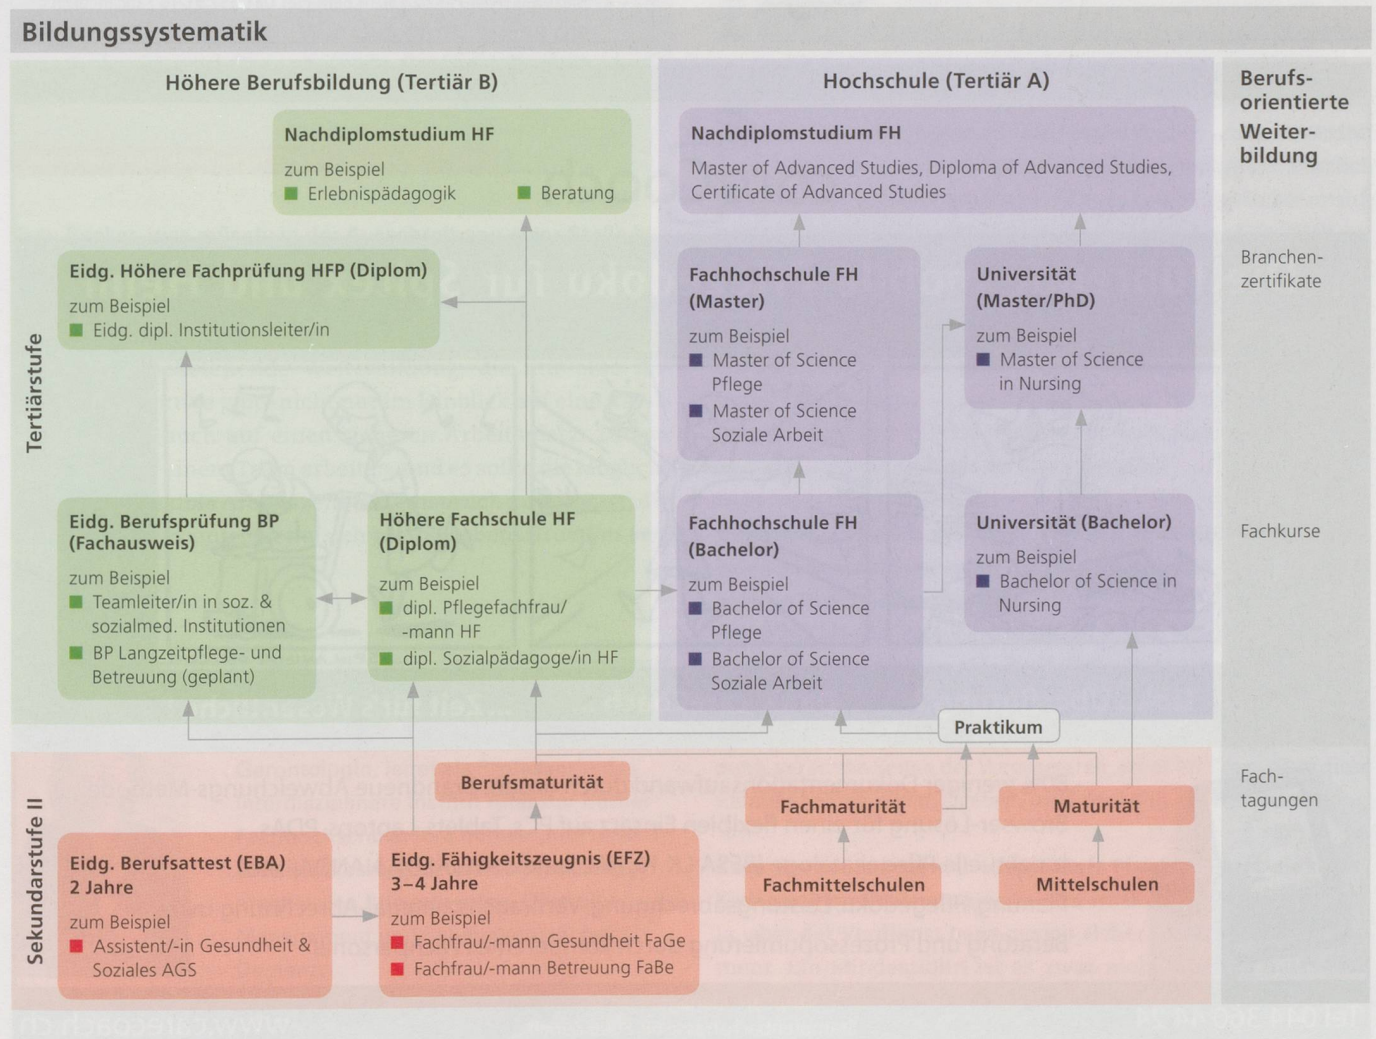 Bildungssystematik
Höhere Berufsbildung (Tertiär B)
Hochschule (Tertiär A)
Berufs-
orientierte
Weiter-
bildung
Nachdiplomstudium HF
zum Beispiel
Erlebnispädagogik
Beratung
Nachdiplomstudium FH
Master of Advanced Studies, Diploma of Advanced Studies,
Certificate of Advanced Studies
Tertiärstufe
Eidg. Höhere Fachprüfung HFP (Diplom)
zum Beispiel
Eidg. dipl. Institutionsleiter/in
Fachhochschule FH
(Master)
zum Beispiel
Master of Science
Pflege
Master of Science
Soziale Arbeit
Universität
(Master/PhD)
zum Beispiel
Master of Science
in Nursing
Branchen-
zertifikate
Eidg. Berufsprüfung BP
(Fachausweis)
zum Beispiel
Teamleiter/in in soz. &
sozialmed. Institutionen
BP Langzeitpflege- und
Betreuung (geplant)
Höhere Fachschule HF
(Diplom)
zum Beispiel
dipl. Pflegefachfrau/
-mann HF
dipl. Sozialpädagoge/in HF
Fachhochschule FH
(Bachelor)
zum Beispiel
Bachelor of Science
Pflege
Bachelor of Science
Soziale Arbeit
Universität (Bachelor)
zum Beispiel
Bachelor of Science in
Nursing
Fachkurse
Praktikum
Sekundarstufe II
Berufsmaturität
Fachmaturität
Maturität
Fach-
tagungen
Eidg. Berufsattest (EBA)
2 Jahre
zum Beispiel
Assistent/-in Gesundheit &
Soziales AGS
Eidg. Fähigkeitszeugnis (EFZ)
3–4 Jahre
zum Beispiel
Fachfrau/-mann Gesundheit FaGe
Fachfrau/-mann Betreuung FaBe
Fachmittelschulen
Mittelschulen